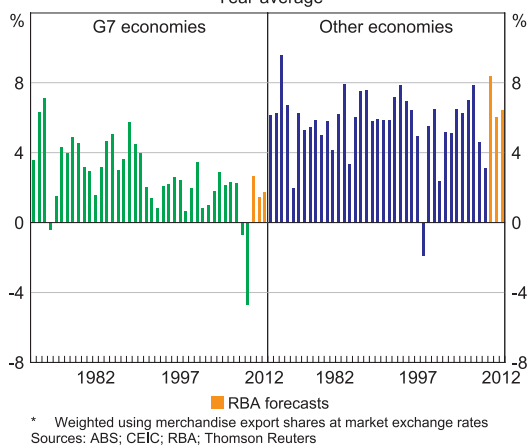 Year average
% G7 economies Other economies %
8 8
4 4
0 0
-4 -4
-8 -8
1982 1997 2012 1982 1997 2012
RBA forecasts
* Weighted using merchandise export shares at market exchange rates
Sources: ABS; CEIC; RBA; Thomson Reuters